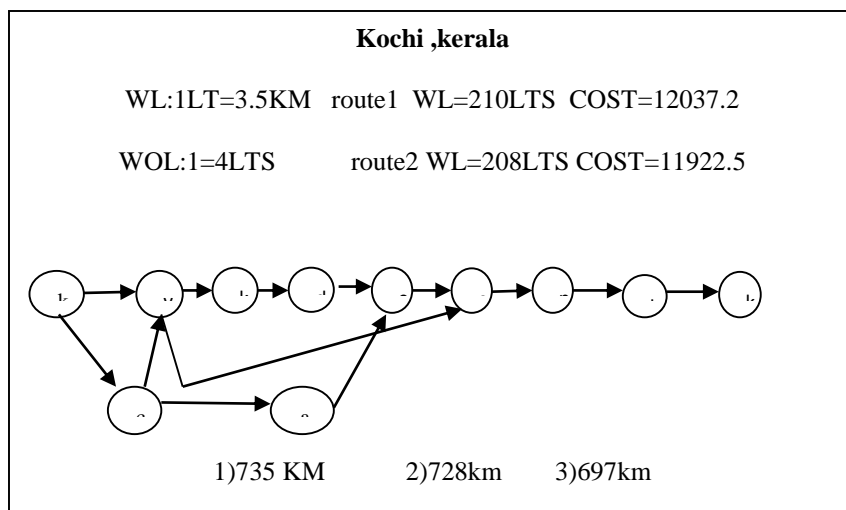 Kochi ,kerala
WL:1LT=3.5KM route1 WL=210LTS COST=12037.2
WOL:1=4LTS route2 WL=208LTS COST=11922.5
1)735 KM 2)728km 3)697km